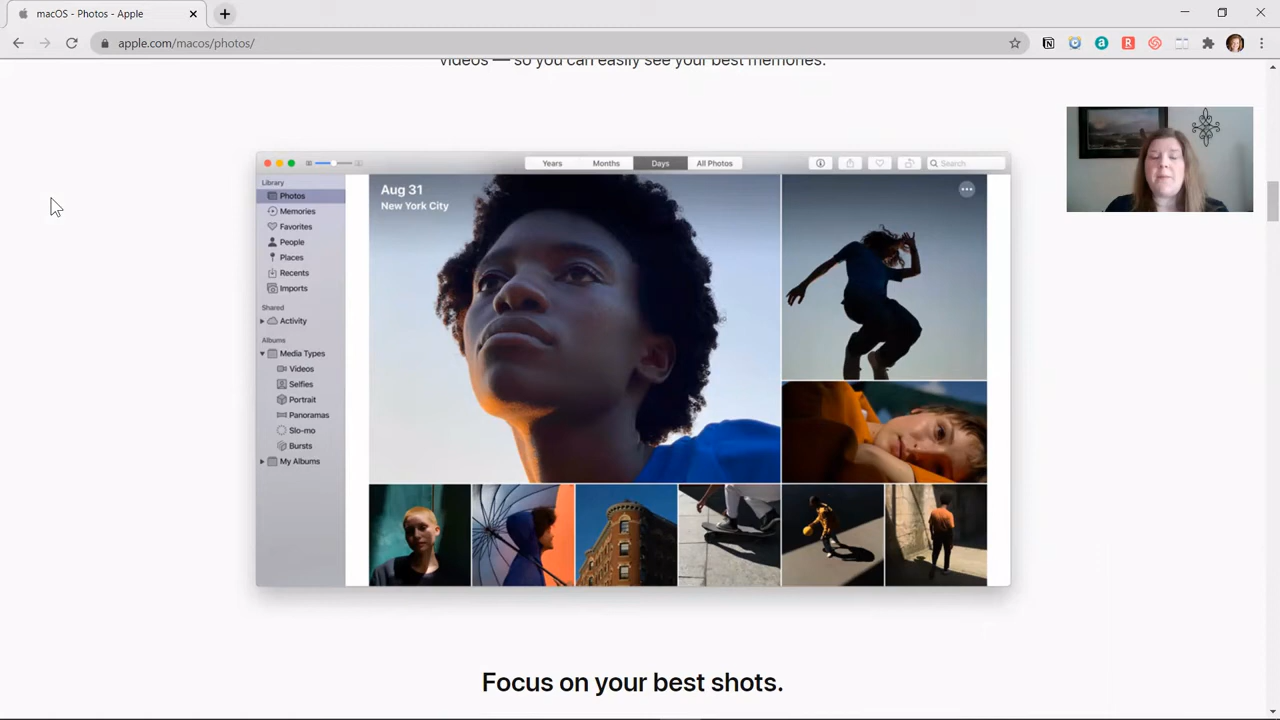 macOS - Photos - Apple
apple.com/macos/photos/
videos — so you can easily see your best memories.
Years Months Days All Photos
Search
Library
Photos
Memories
Favorites
People
Places
Recents
Imports
Shared
Activity
Albums
Media Types
Videos
Selfies
Portrait
Panoramas
Slo-mo
Bursts
My Albums
Aug 31
New York City
Focus on your best shots.